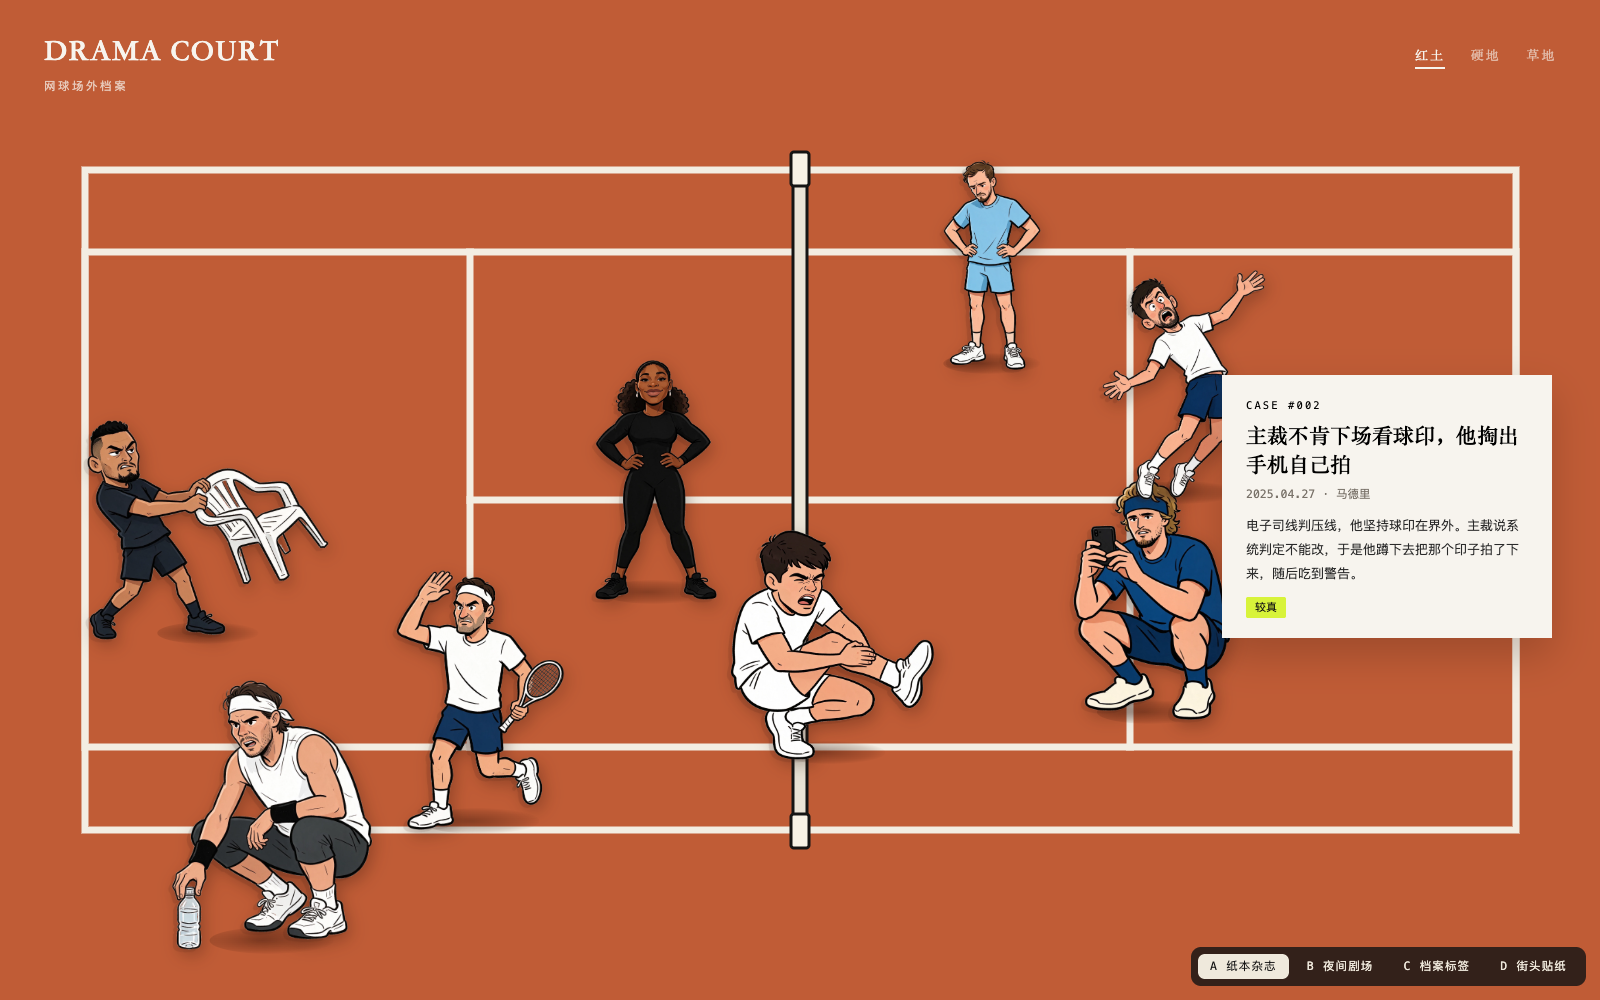 DRAMA COURT
网球场外档案
红土 硬地 草地
CASE #002
主裁不肯下场看球印，他掏出
手机自己拍
2025.04.27 · 马德里
电子司线判压线，他坚持球印在界外。主裁说系
统判定不能改，于是他蹲下去把那个印子拍了下
来，随后吃到警告。
较真
A 纸本杂志 B 夜间剧场 C 档案标签 D 街头贴纸